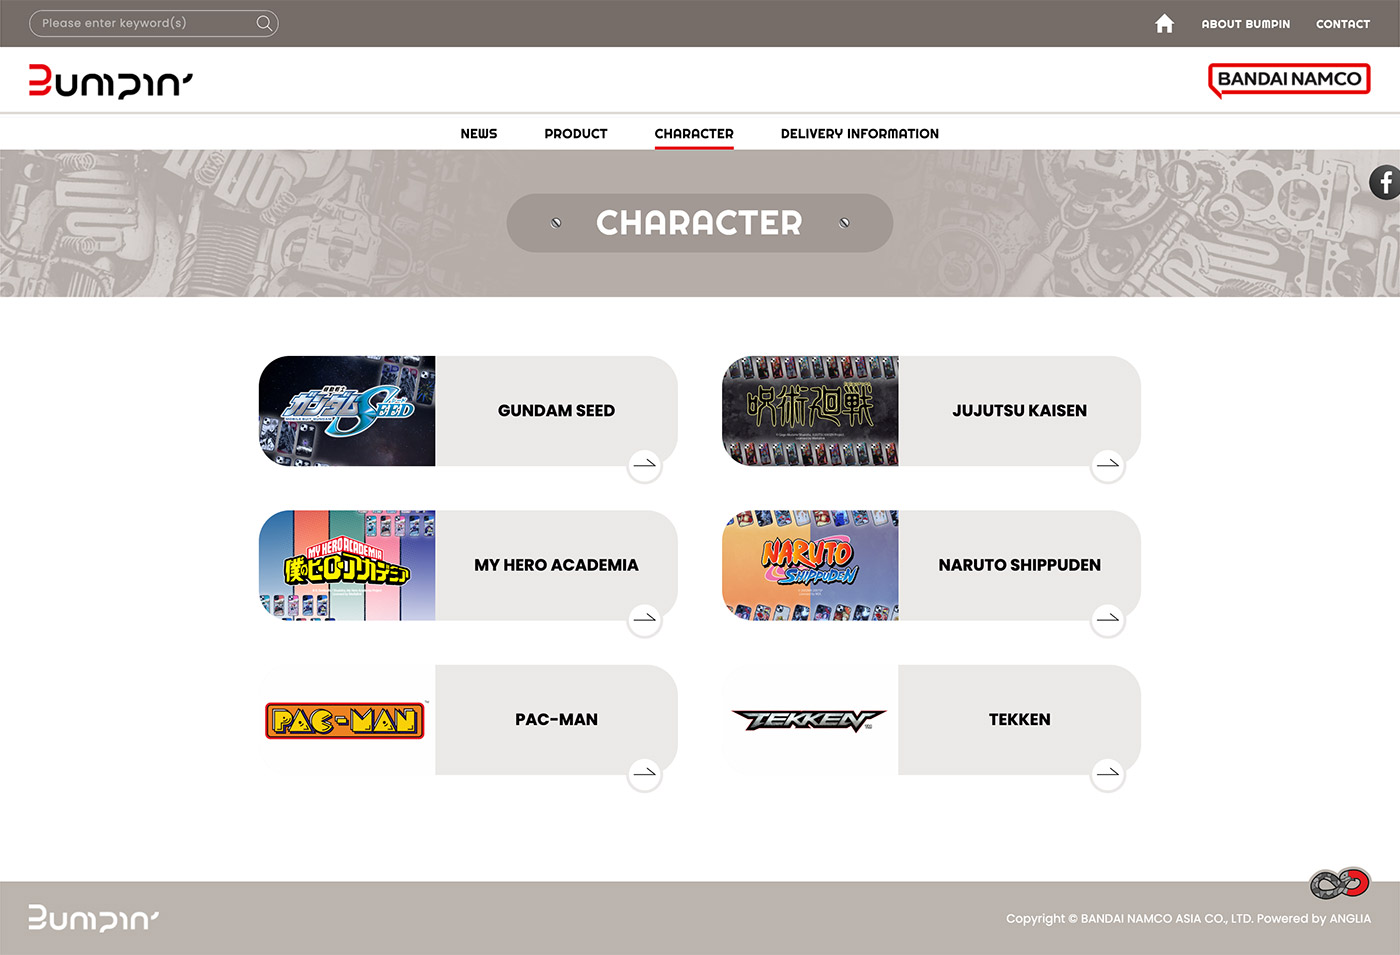 Please enter keyword(s)
ABOUT BUMPIN
CONTACT
Bumpin'
BANDAI NAMCO
NEWS
PRODUCT
CHARACTER
DELIVERY INFORMATION
CHARACTER
機動戦士
ガンダムSEED
MOBILE SUIT GUNDAM
GUNDAM SEED
呪術廻戦
JUJUTSU KAISEN
MY HERO ACADEMIA
僕のヒーローアカデミア
MY HERO ACADEMIA
NARUTO
SHIPPUDEN
NARUTO SHIPPUDEN
PAC-MAN
PAC-MAN
TEKKEN
TEKKEN
Bumpin'
Copyright © BANDAI NAMCO ASIA CO., LTD. Powered by ANGLIA